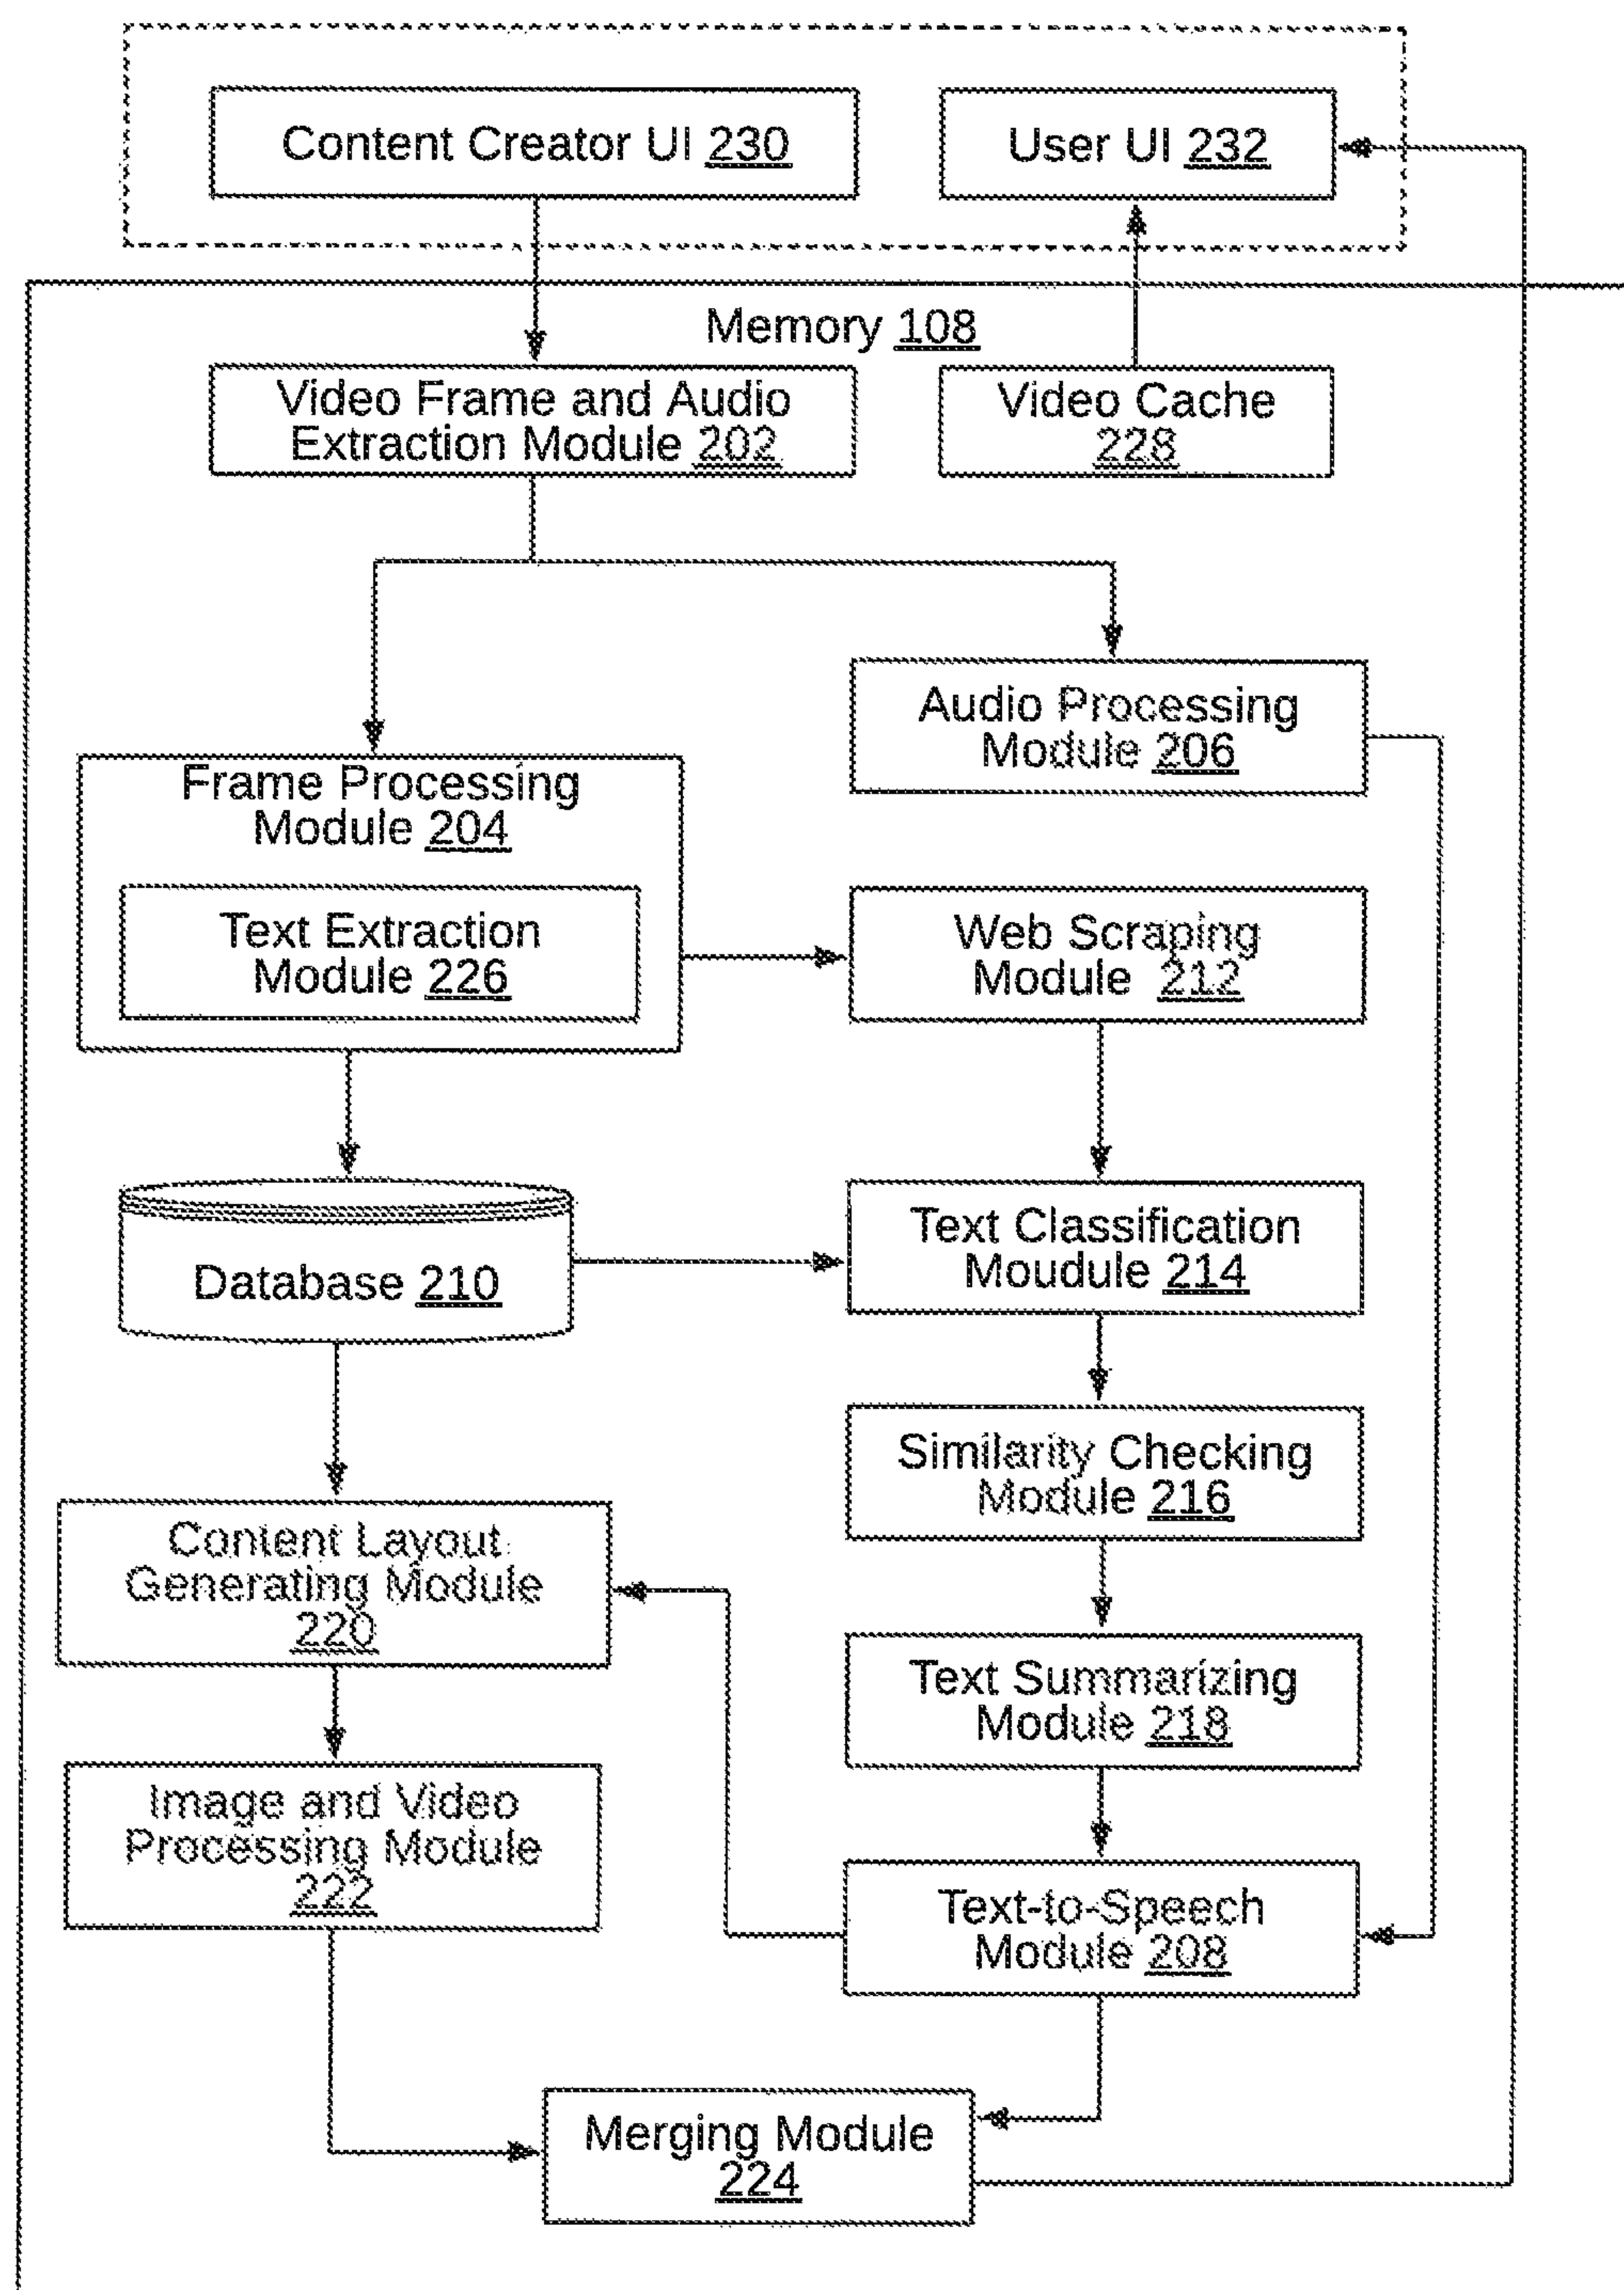 Content Creator UI 230
User UI 232
Memory 108
Video Frame and Audio
Extraction Module 202
Video Cache
228
Audio Processing
Module 206
Frame Processing
Module 204
Text Extraction
Module 226
Web Scraping
Module 212
Database 210
Text Classification
Moudule 214
Similarity Checking
Module 216
Content Layout
Generating Module
220
Text Summarizing
Module 218
Image and Video
Processing Module
222
Text-to-Speech
Module 208
Merging Module
224